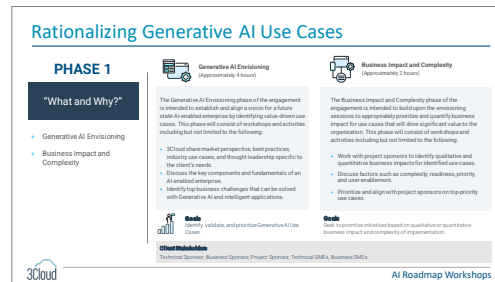 Rationalizing Generative AI Use Cases
PHASE 1
"What and Why?"
+ Generative AI Envisioning
+ Business Impact and
Complexity
Generative AI Envisioning
(Approximately 4 hours)
The Generative AI Envisioning phase of the engagement
is intended to establish and align a vision for a future
state AI-enabled enterprise by identifying value-driven use
cases. This phase will consist of workshops and activities
including but not limited to the following:
+ 3Cloud share market perspective, best practices,
industry use cases, and thought leadership specific
to the client's needs.
+ Discuss the key components and fundamentals of an
AI-enabled enterprise.
+ Identify top business challenges that can be solved
with Generative AI and intelligent applications.
Goals
Identify, validate, and prioritize Generative AI Use
Cases
Business Impact and Complexity
(Approximately 2 hours)
The Business Impact and Complexity phase of the
engagement is intended to build upon the envisioning
sessions to appropriately prioritize and quantify business
impact for use cases that will drive significant value to the
organization. This phase will consist of workshops and
activities including but not limited to the following:
+ Work with project sponsors to identify qualitative and
quantitative business impacts for identified use cases.
+ Discuss factors such as complexity, readiness, priority,
and user enablement.
+ Prioritize and align with project sponsors on top-priority
use cases.
Goals
Seek to prioritize initiatives based on qualitative or quantitative
business impact and complexity of implementation.
Client Stakeholders
Technical Sponsor, Business Sponsor, Project Sponsor, Technical SMEs, Business SMEs
3Cloud
AI Roadmap Workshops